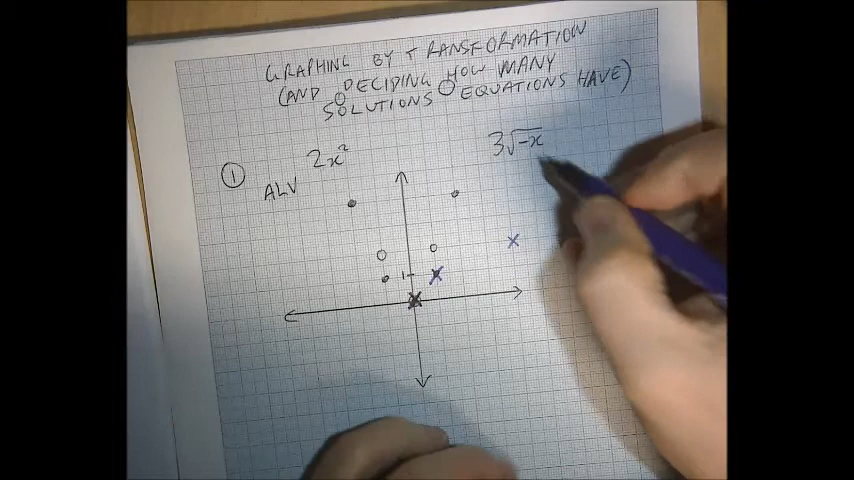 GRAPHING BY TRANSFORMATION
(AND DECIDING HOW MANY
SOLUTIONS EQUATIONS HAVE)
① 2x² 3√-x
ALV
1